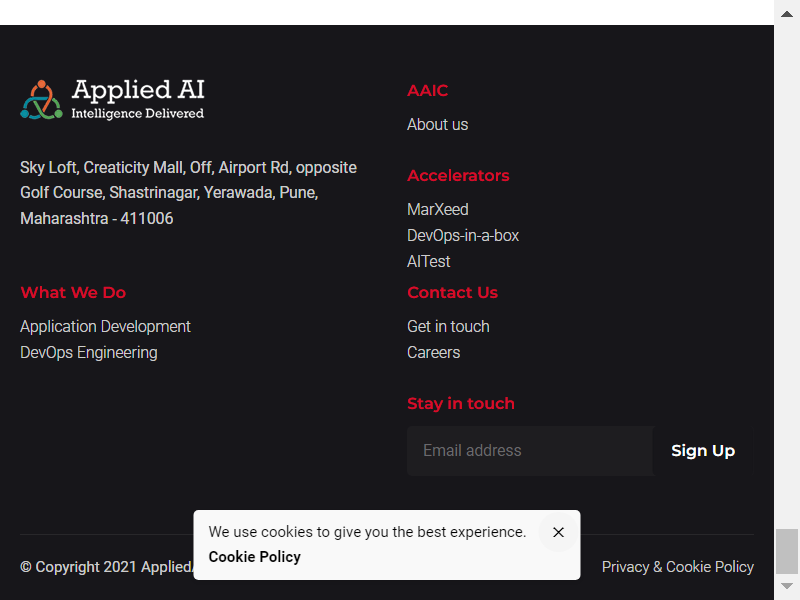 Applied AI
Intelligence Delivered
Sky Loft, Creaticity Mall, Off, Airport Rd, opposite
Golf Course, Shastrinagar, Yerawada, Pune,
Maharashtra - 411006
AAIC
About us
Accelerators
MarXeed
DevOps-in-a-box
AITest
What We Do
Application Development
DevOps Engineering
Contact Us
Get in touch
Careers
Stay in touch
Email address
Sign Up
We use cookies to give you the best experience.
Cookie Policy
© Copyright 2021 Applied
Privacy & Cookie Policy